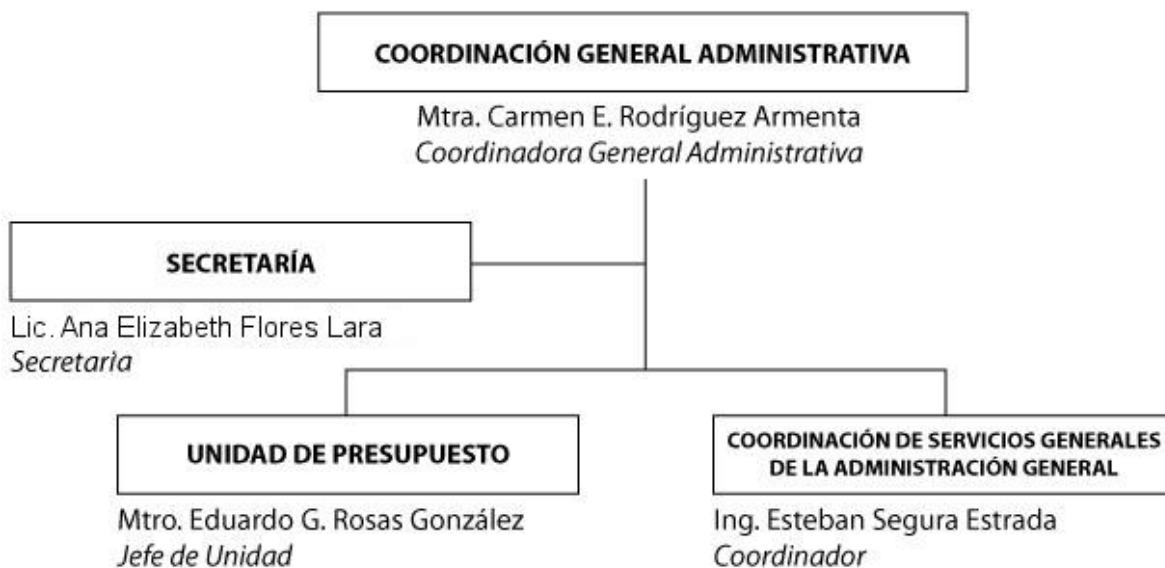 COORDINACIÓN GENERAL ADMINISTRATIVA
Mtra. Carmen E. Rodríguez Armenta
Coordinadora General Administrativa
SECRETARÍA
Lic. Ana Elizabeth Flores Lara
Secretarìa
UNIDAD DE PRESUPUESTO
Mtro. Eduardo G. Rosas González
Jefe de Unidad
COORDINACIÓN DE SERVICIOS GENERALES
DE LA ADMINISTRACIÓN GENERAL
Ing. Esteban Segura Estrada
Coordinador